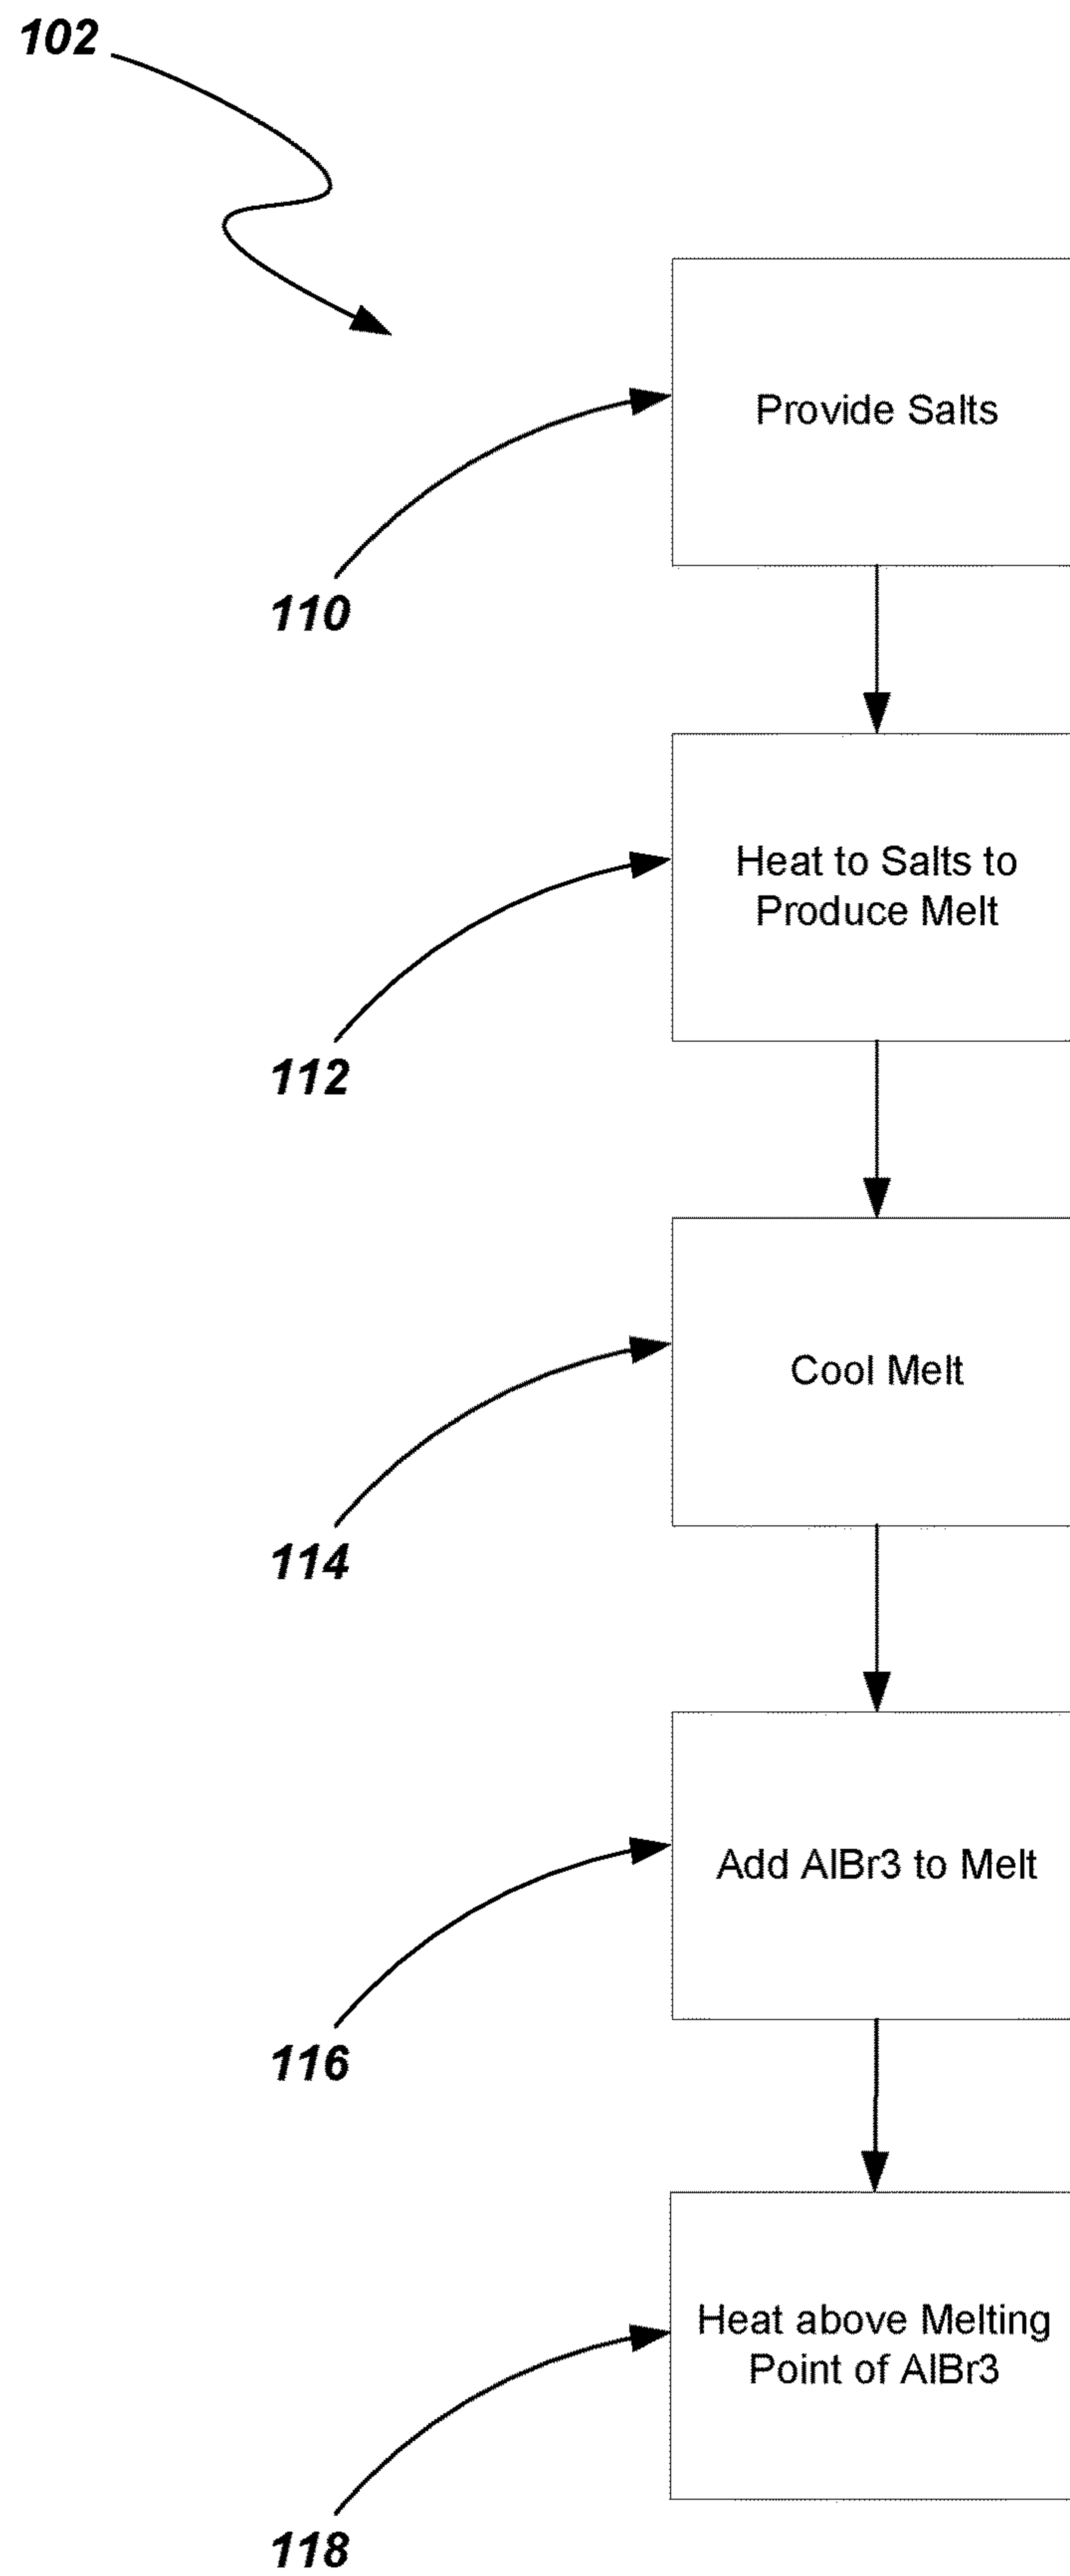 102
Provide Salts
110
Heat to Salts to
Produce Melt
112
Cool Melt
114
Add AlBr3 to Melt
116
Heat above Melting
Point of AlBr3
118